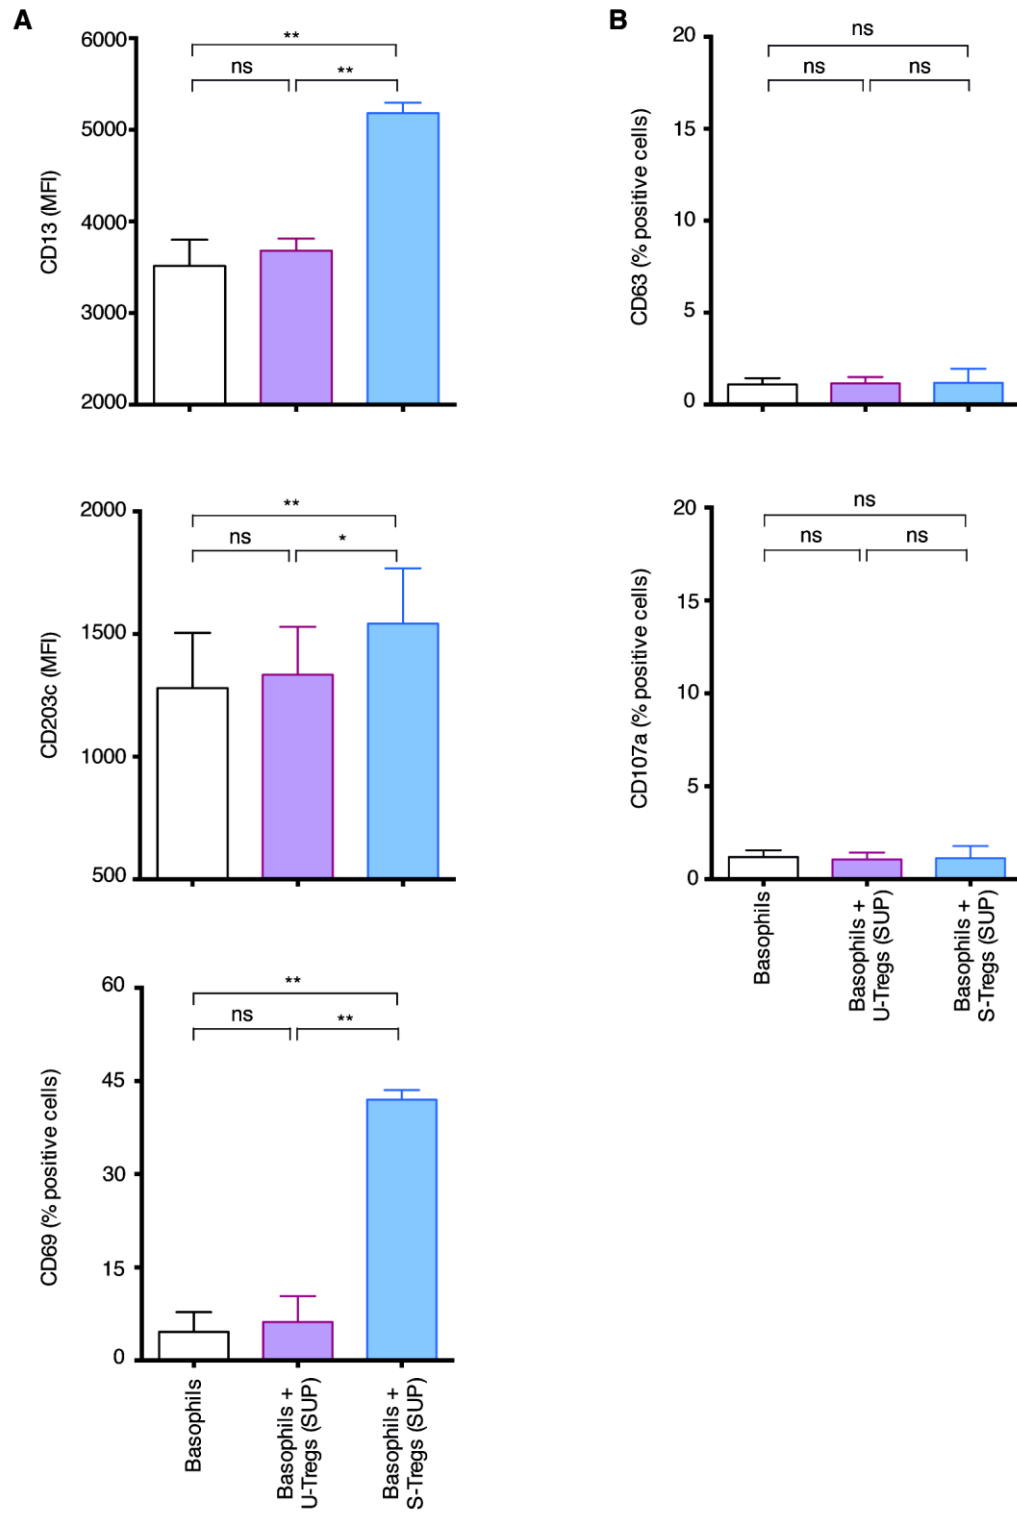 A
6000
5000
4000
3000
2000
CD13 (MFI)
**
ns
**
2000
1500
1000
500
CD203c (MFI)
**
ns
*
60
45
30
15
0
CD69 (% positive cells)
**
ns
**
Basophils
Basophils +
U-Tregs (SUP)
Basophils +
S-Tregs (SUP)
B
20
15
10
5
0
CD63 (% positive cells)
ns
ns
ns
20
15
10
5
0
CD107a (% positive cells)
ns
ns
ns
Basophils
Basophils +
U-Tregs (SUP)
Basophils +
S-Tregs (SUP)